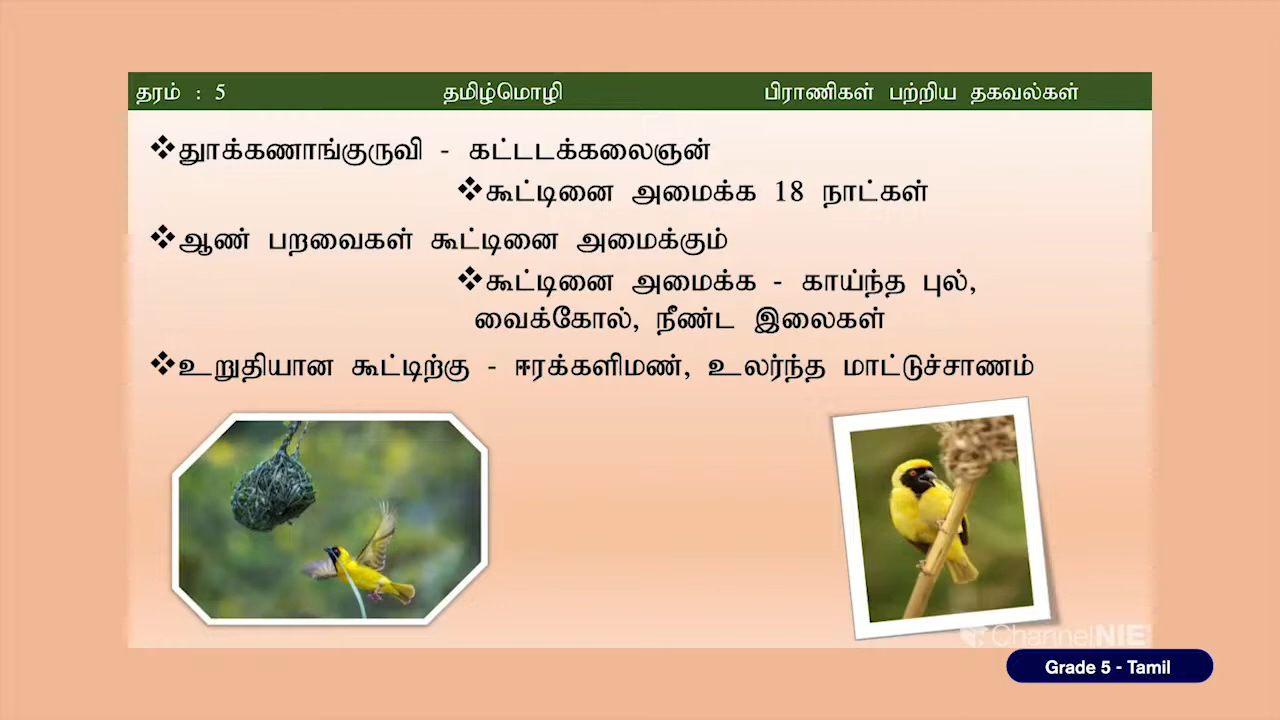 தரம் : 5 தமிழ்மொழி பிராணிகள் பற்றிய தகவல்கள்
❖தூக்கணாங்குருவி - கட்டடக்கலைஞன்
❖கூட்டினை அமைக்க 18 நாட்கள்
❖ஆண் பறவைகள் கூட்டினை அமைக்கும்
❖கூட்டினை அமைக்க - காய்ந்த புல்,
வைக்கோல், நீண்ட இலைகள்
❖உறுதியான கூட்டிற்கு - ஈரக்களிமண், உலர்ந்த மாட்டுச்சாணம்
ChannelNIE
Grade 5 - Tamil